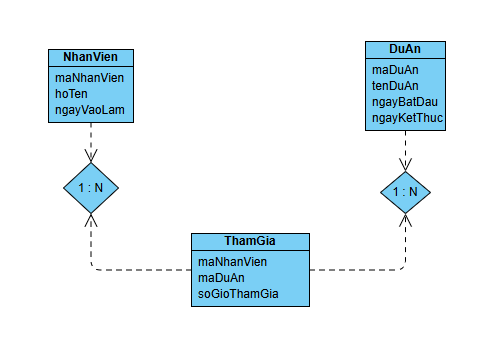 NhanVien
maNhanVien
hoTen
ngayVaoLam
DuAn
maDuAn
tenDuAn
ngayBatDau
ngayKetThuc
1 : N
1 : N
ThamGia
maNhanVien
maDuAn
soGioThamGia